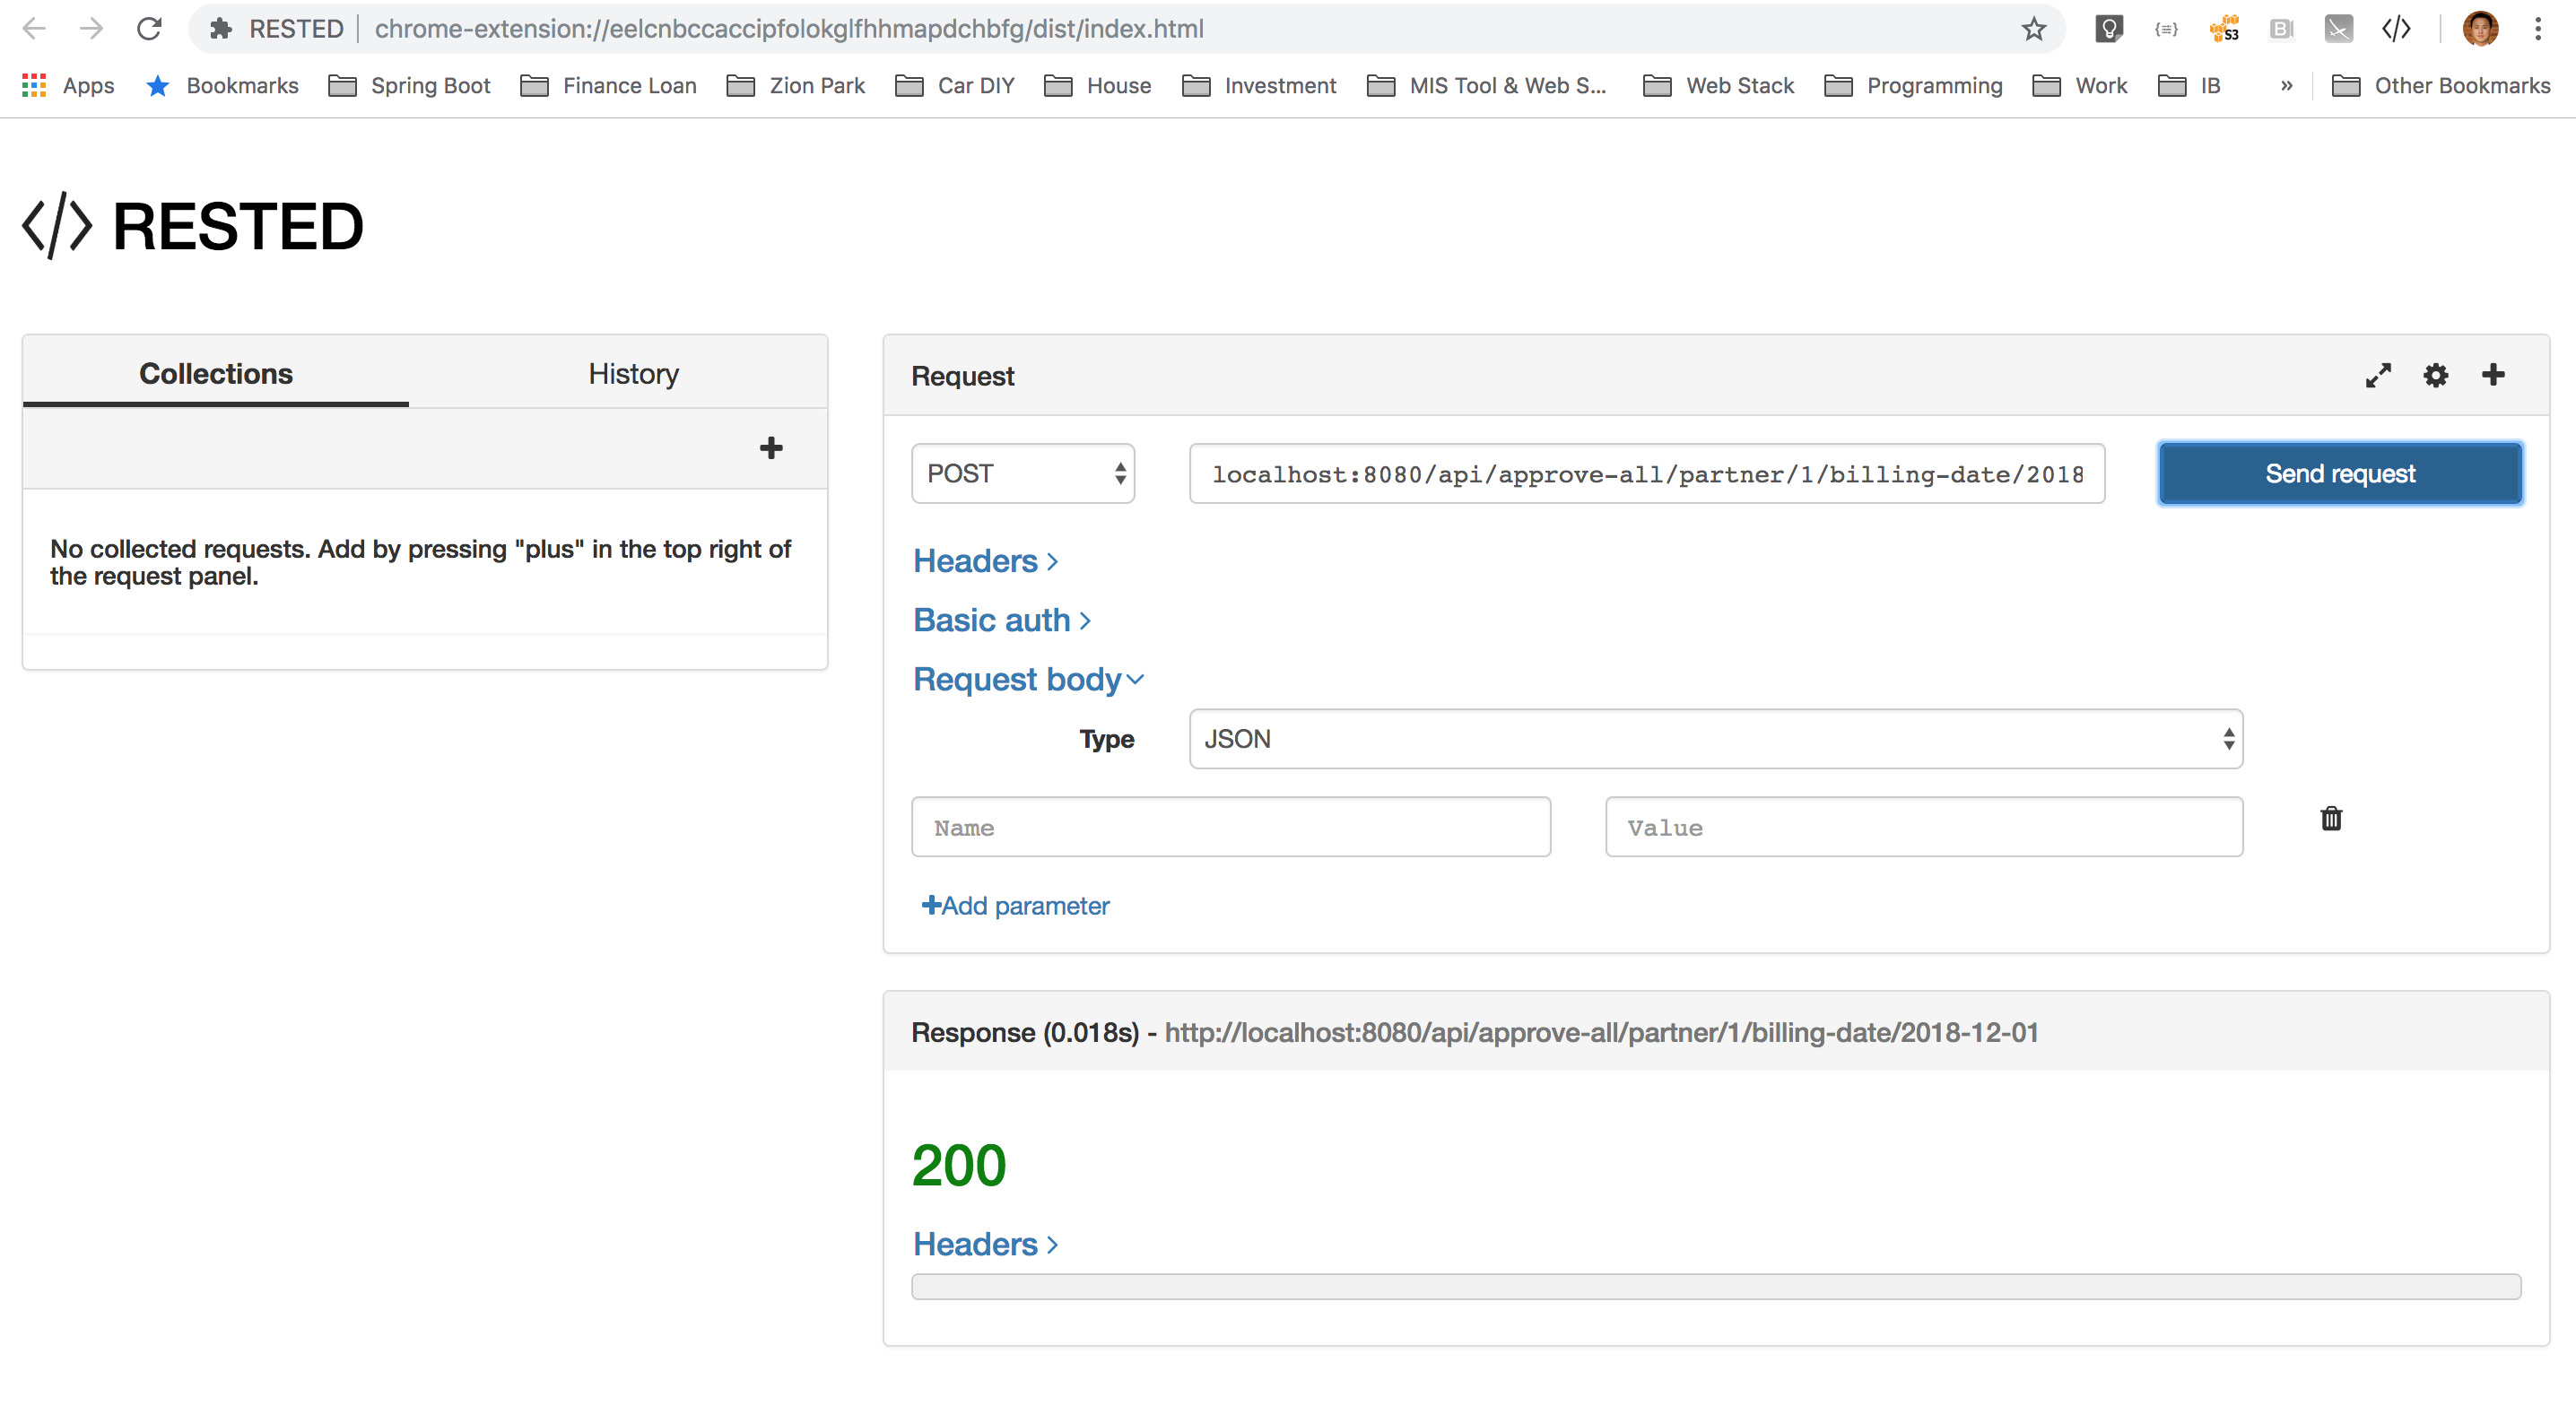 RESTED | chrome-extension://eelcnbccaccipfolokglfhhmapdchbfg/dist/index.html
{≡} S3 B </>
Apps Bookmarks Spring Boot Finance Loan Zion Park Car DIY House Investment MIS Tool & Web S... Web Stack Programming Work IB » Other Bookmarks
</> RESTED
Collections History
No collected requests. Add by pressing "plus" in the top right of
the request panel.
Request
POST localhost:8080/api/approve-all/partner/1/billing-date/2018 Send request
Headers >
Basic auth >
Request body
Type JSON
Name Value
+Add parameter
Response (0.018s) - http://localhost:8080/api/approve-all/partner/1/billing-date/2018-12-01
200
Headers >